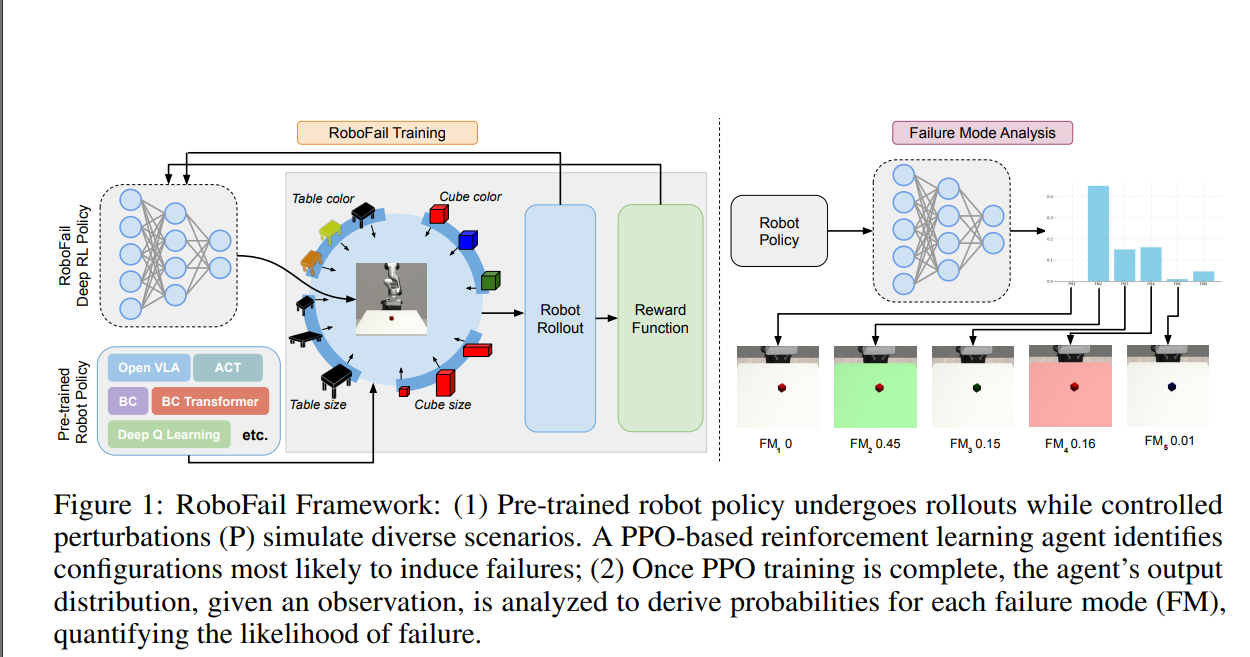 RoboFail Training
RoboFail
Deep RL Policy
Table color
Cube color
Table size
Cube size
Robot
Rollout
Reward
Function
Pre-trained
Robot Policy
Open VLA
ACT
BC
BC Transformer
Deep Q Learning
etc.
Failure Mode Analysis
Robot
Policy
FM1 0
FM2 0.45
FM3 0.15
FM4 0.16
FM5 0.01
Figure 1: RoboFail Framework: (1) Pre-trained robot policy undergoes rollouts while controlled
perturbations (P) simulate diverse scenarios. A PPO-based reinforcement learning agent identifies
configurations most likely to induce failures; (2) Once PPO training is complete, the agent's output
distribution, given an observation, is analyzed to derive probabilities for each failure mode (FM),
quantifying the likelihood of failure.